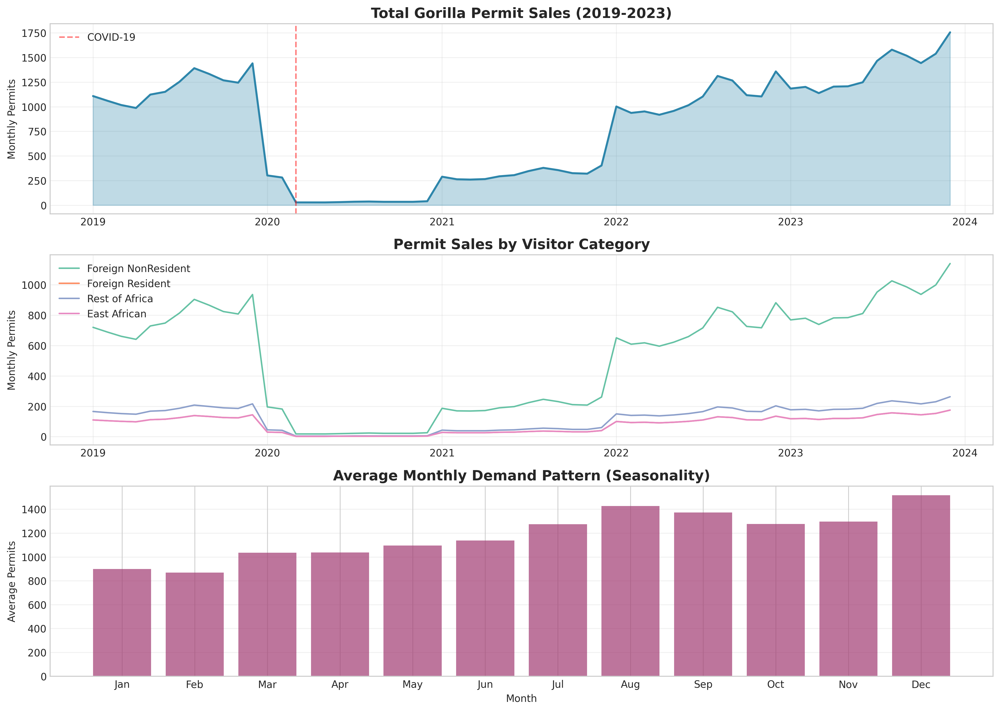 Total Gorilla Permit Sales (2019-2023)
COVID-19
Monthly Permits
1750
1500
1250
1000
750
500
250
0
2019 2020 2021 2022 2023 2024
Permit Sales by Visitor Category
Foreign NonResident
Foreign Resident
Rest of Africa
East African
Monthly Permits
1000
800
600
400
200
0
2019 2020 2021 2022 2023 2024
Average Monthly Demand Pattern (Seasonality)
Average Permits
1400
1200
1000
800
600
400
200
0
Jan Feb Mar Apr May Jun Jul Aug Sep Oct Nov Dec
Month